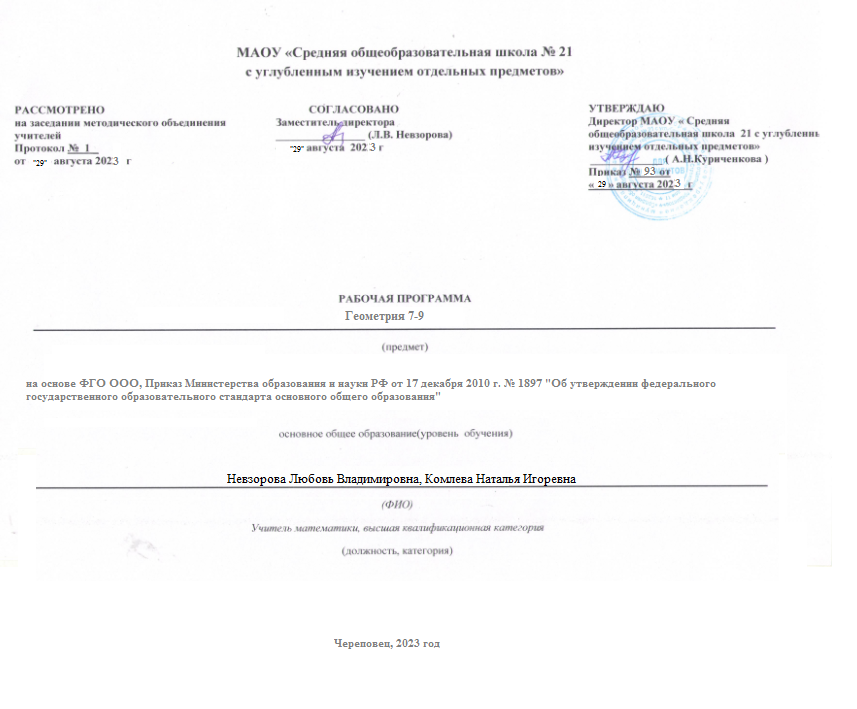 МАОУ «Средняя общеобразовательная школа № 21
с углубленным изучением отдельных предметов»
РАССМОТРЕНО
на заседании методического объединения
учителей
Протокол № 1
от "29" августа 2023 г
СОГЛАСОВАНО
Заместитель директора
(Л.В. Невзорова)
"29" августа 2023 г
УТВЕРЖДАЮ
Директор МАОУ « Средняя
общеобразовательная школа 21 с углубленнь
изучением отдельных предметов»
( А.Н.Куриченкова )
Приказ № 93 от
« 29 » августа 2023 г
РАБОЧАЯ ПРОГРАММА
Геометрия 7-9
(предмет)
на основе ФГО ООО, Приказ Министерства образования и науки РФ от 17 декабря 2010 г. № 1897 "Об утверждении федерального
государственного образовательного стандарта основного общего образования"
основное общее образование(уровень обучения)
Невзорова Любовь Владимировна, Комлева Наталья Игоревна
(ФИО)
Учитель математики, высшая квалификационная категория
(должность, категория)
Череповец, 2023 год